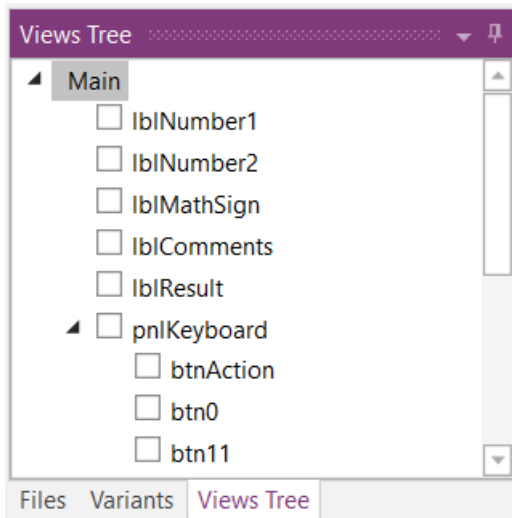 Views Tree
Main
lblNumber1
lblNumber2
lblMathSign
lblComments
lblResult
pnlKeyboard
btnAction
btn0
btn11
Files Variants Views Tree